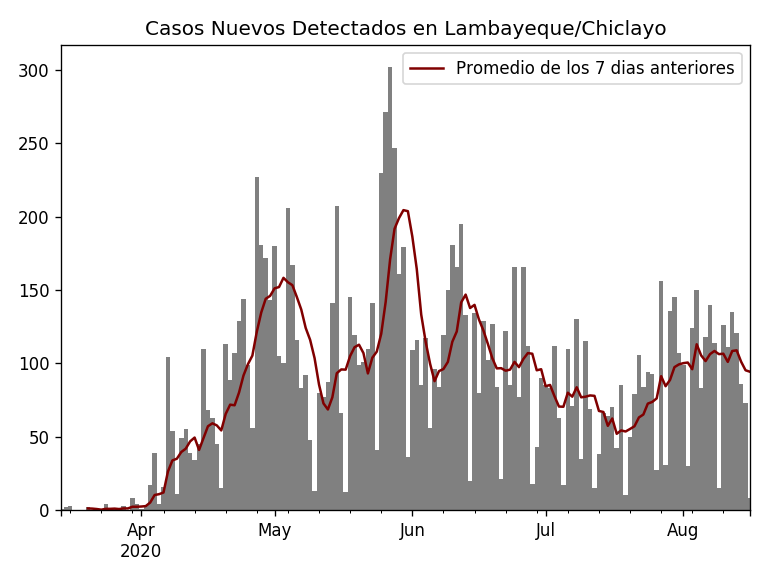 Casos Nuevos Detectados en Lambayeque/Chiclayo
Promedio de los 7 dias anteriores
300
250
200
150
100
50
0
Apr
2020
May
Jun
Jul
Aug